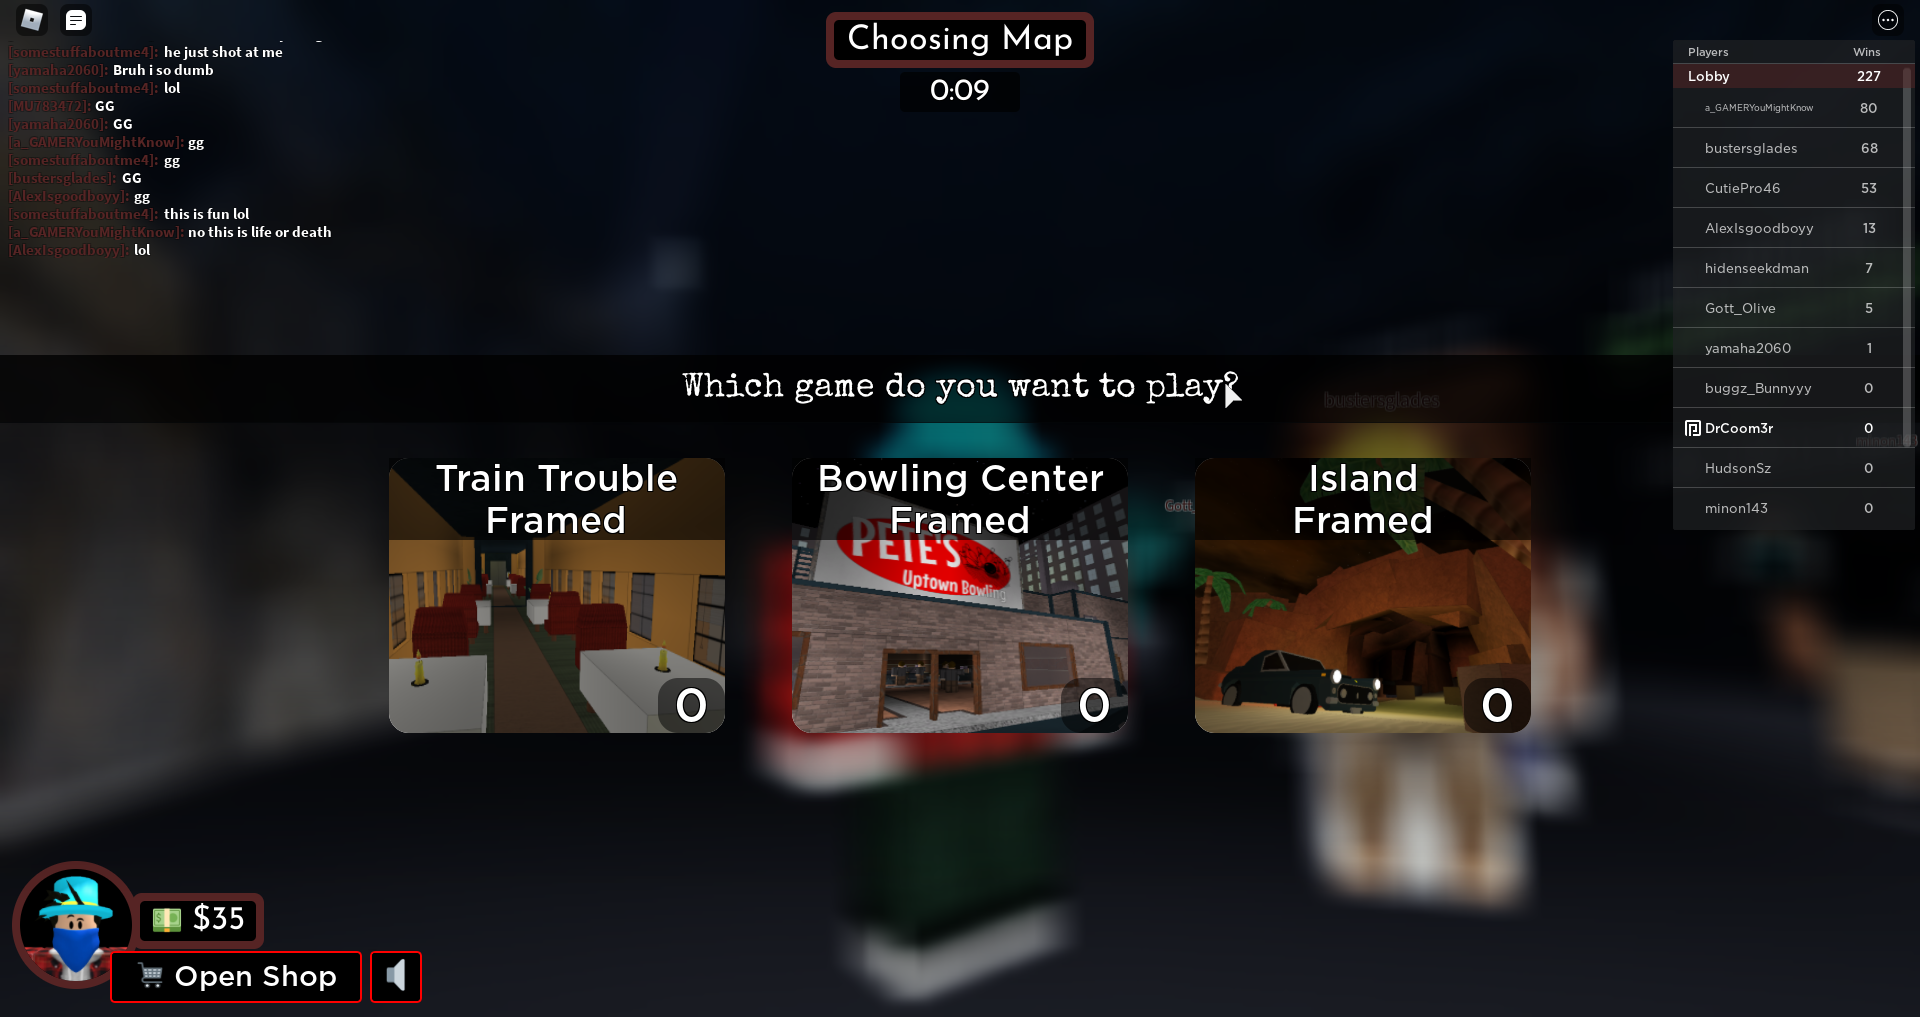 [somestuffaboutme4]: he just shot at me
[yamaha2060]: Bruh i so dumb
[somestuffaboutme4]: lol
[MU783472]: GG
[yamaha2060]: GG
[a_GAMERYouMightKnow]: gg
[somestuffaboutme4]: gg
[bustersglades]: GG
[AlexIsgoodboyy]: gg
[somestuffaboutme4]: this is fun lol
[a_GAMERYouMightKnow]: no this is life or death
[AlexIsgoodboyy]: lol
Choosing Map
0:09
Players Wins
Lobby 227
a_GAMERYouMightKnow 80
bustersglades 68
CutiePro46 53
AlexIsgoodboyy 13
hidenseekdman 7
Gott_Olive 5
yamaha2060 1
buggz_Bunnyyy 0
DrCoom3r 0
HudsonSz 0
minon143 0
Which game do you want to play?
bustersglades
Train Trouble
Framed
0
Bowling Center
Framed
PETE'S
Uptown Bowling
0
Island
Framed
0
$35
Open Shop